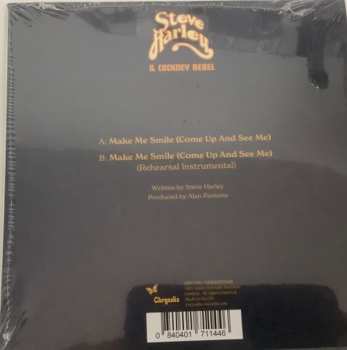 Steve
Harley
& COCKNEY REBEL
A: Make Me Smile (Come Up And See Me)
B: Make Me Smile (Come Up And See Me)
(Rehearsal Instrumental)
Written by Steve Harley
Produced by Alan Parsons
Chrysalis
0 840401 711446